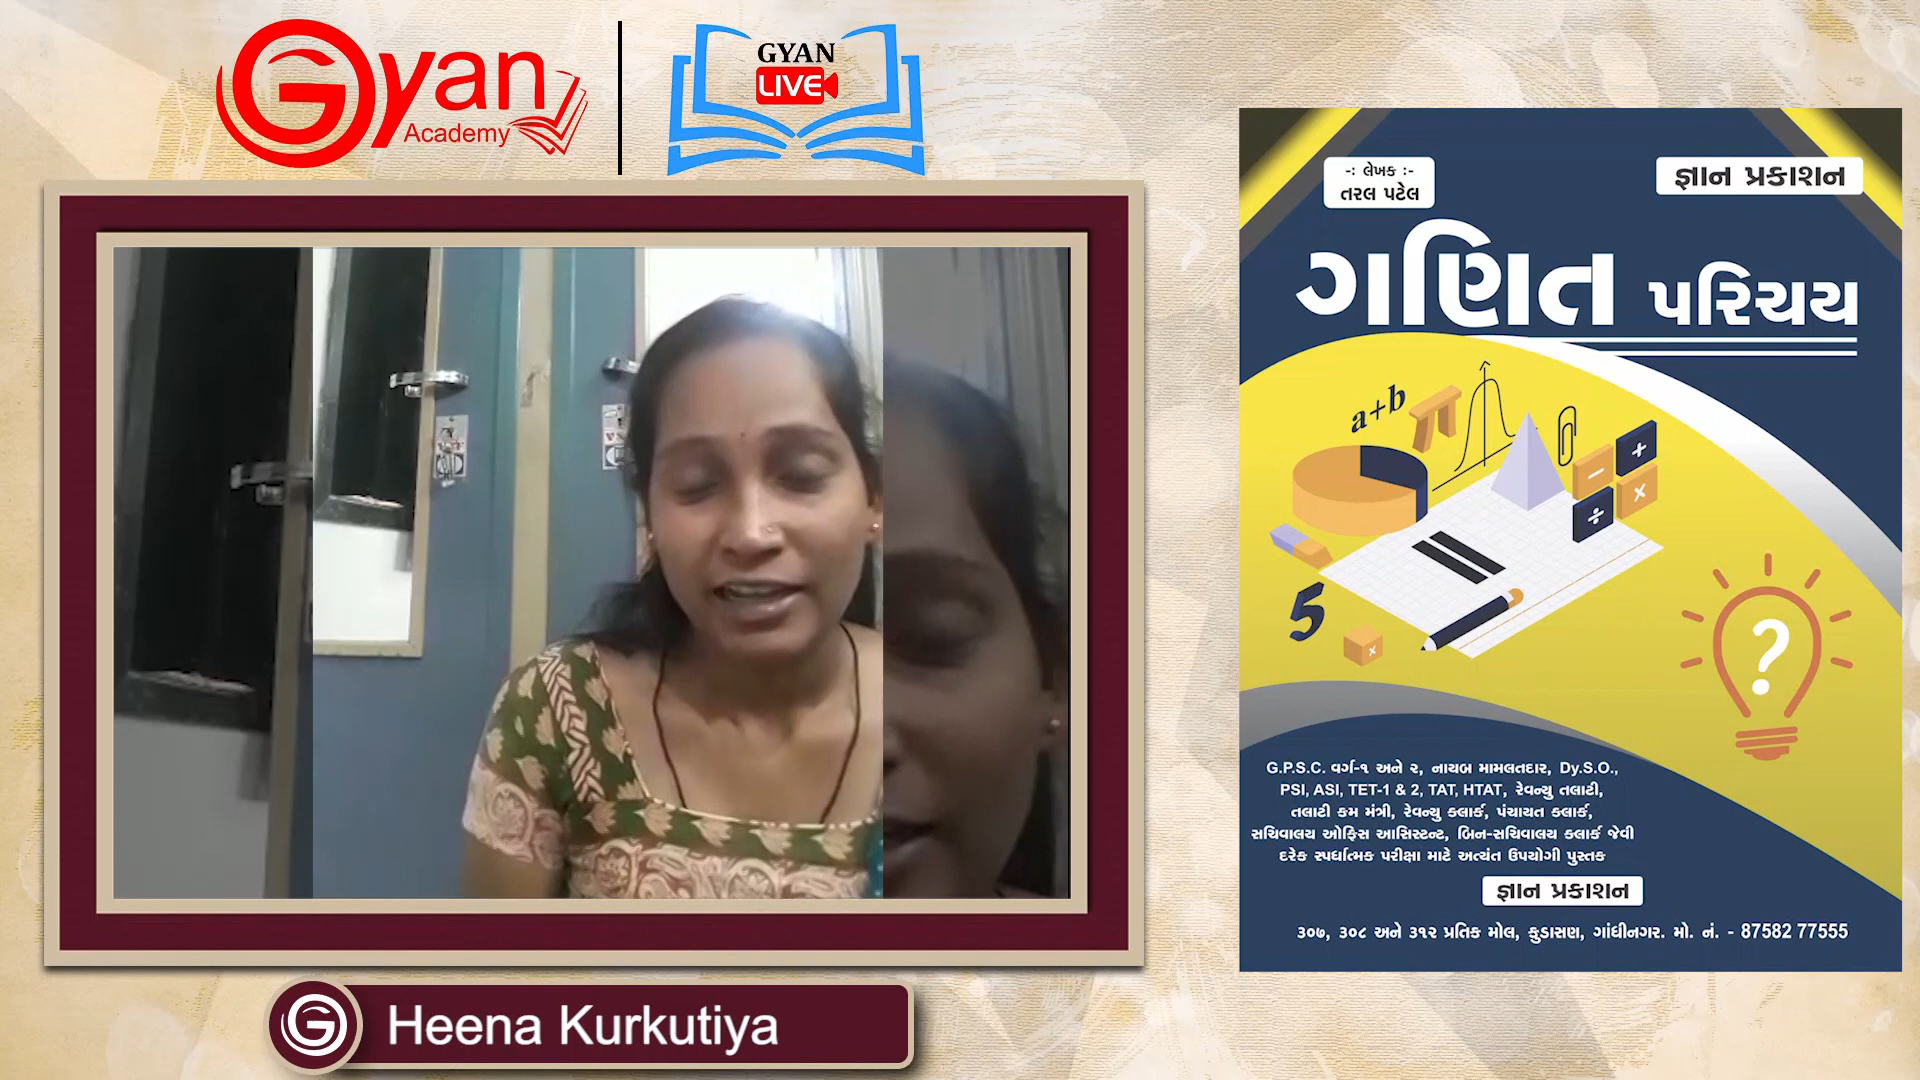 Gyan
Academy
GYAN
LIVE
-: લેખક :-
તરલ પટેલ
જ્ઞાન પ્રકાશન
ગણિત પરિચય
a+b
5
?
G.P.S.C. વર્ગ-૧ અને ૨, નાયબ મામલતદાર, Dy.S.O.,
PSI, ASI, TET-1 & 2, TAT, HTAT, રેવન્યુ તલાટી,
તલાટી કમ મંત્રી, રેવન્યુ ક્લાર્ક, પંચાયત ક્લાર્ક,
સચિવાલય ઓફિસ આસિસ્ટન્ટ, બિન-સચિવાલય ક્લાર્ક જેવી
દરેક સ્પર્ધાત્મક પરીક્ષા માટે અત્યંત ઉપયોગી પુસ્તક
જ્ઞાન પ્રકાશન
૩૦૭, ૩૦૮ અને ૩૧૨ પ્રતિક મોલ, કુડાસણ, ગાંધીનગર. મો. નં. - 87582 77555
Heena Kurkutiya